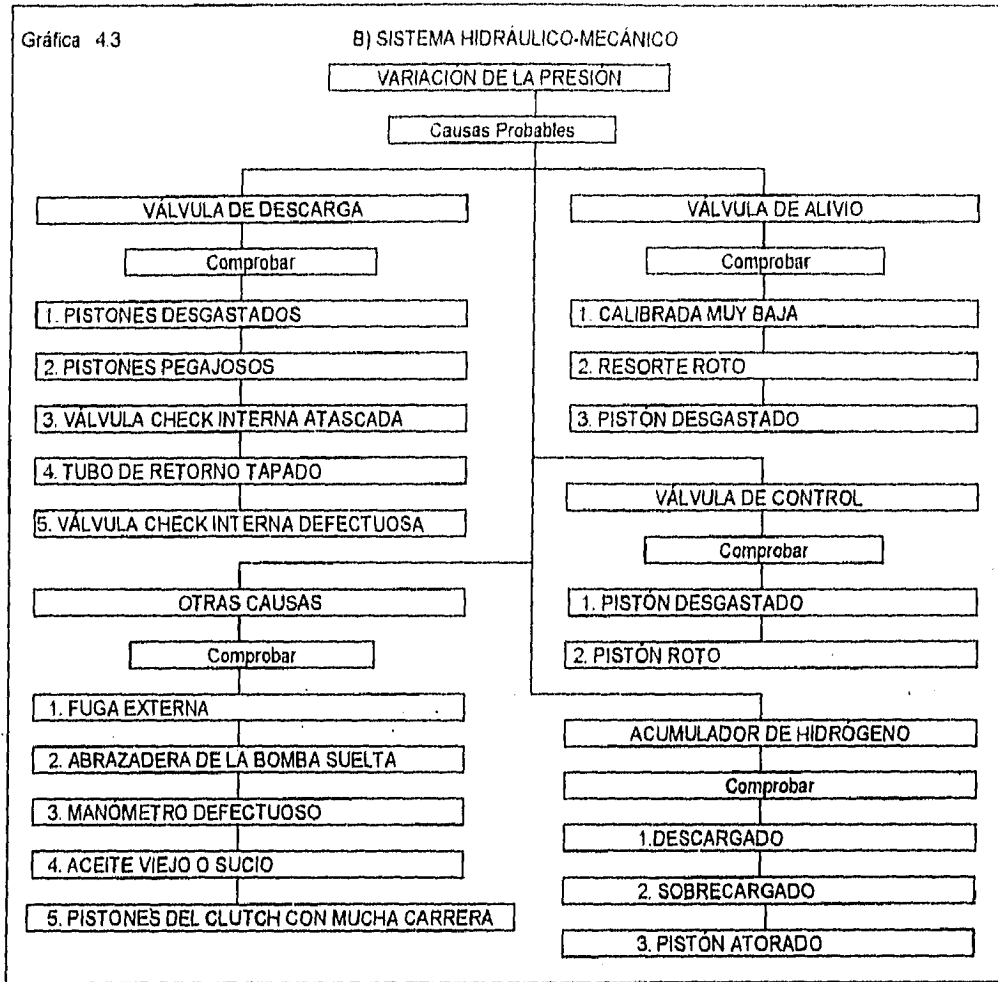 Gráfica 4.3
B) SISTEMA HIDRÁULICO-MECÁNICO
VARIACIÓN DE LA PRESIÓN
Causas Probables
VÁLVULA DE DESCARGA
Comprobar
1. PISTONES DESGASTADOS
2. PISTONES PEGAJOSOS
3. VÁLVULA CHECK INTERNA ATASCADA
4. TUBO DE RETORNO TAPADO
5. VÁLVULA CHECK INTERNA DEFECTUOSA
VÁLVULA DE ALIVIO
Comprobar
1. CALIBRADA MUY BAJA
2. RESORTE ROTO
3. PISTÓN DESGASTADO
VÁLVULA DE CONTROL
Comprobar
1. PISTÓN DESGASTADO
2. PISTÓN ROTO
OTRAS CAUSAS
Comprobar
1. FUGA EXTERNA
2. ABRAZADERA DE LA BOMBA SUELTA
3. MANÓMETRO DEFECTUOSO
4. ACEITE VIEJO O SUCIO
5. PISTONES DEL CLUTCH CON MUCHA CARRERA
ACUMULADOR DE HIDRÓGENO
Comprobar
1.DESCARGADO
2. SOBRECARGADO
3. PISTÓN ATORADO